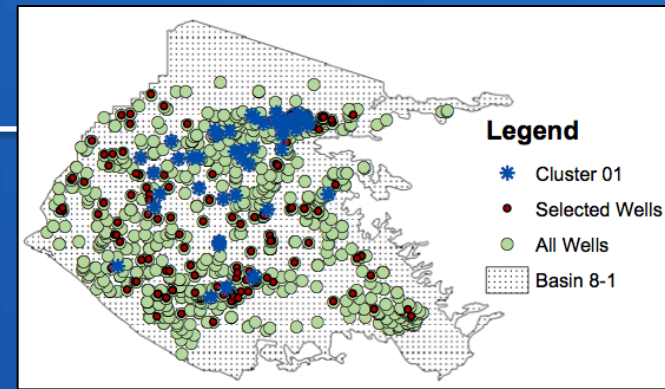 Legend
Cluster 01
Selected Wells
All Wells
Basin 8-1